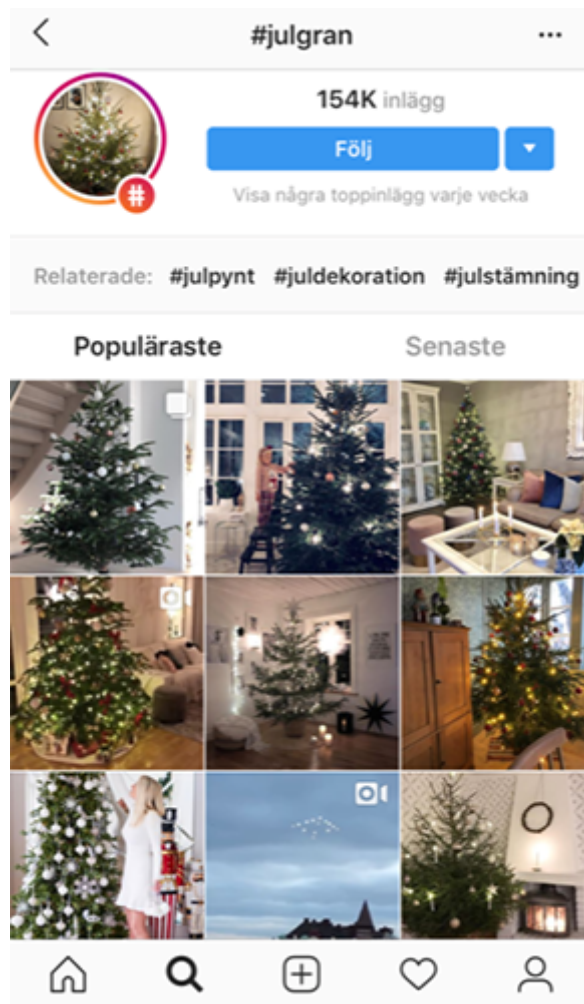 #julgran
154K inlägg
Följ
Visa några toppinlägg varje vecka
Relaterade: #julpynt #juldekoration #julstämning
Populäraste Senaste